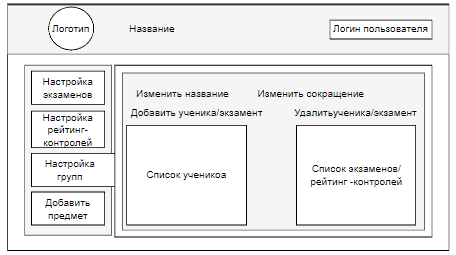 Логотип
Название
Логин пользователя
Настройка
экзаменов
Настройка
рейтинг-
контролей
Настройка
групп
Добавить
предмет
Изменить название
Изменить сокращение
Добавить ученика/экзамент
Удалитьученика/экзамент
Список ученикоа
Список экзаменов/
рейтинг -контролей